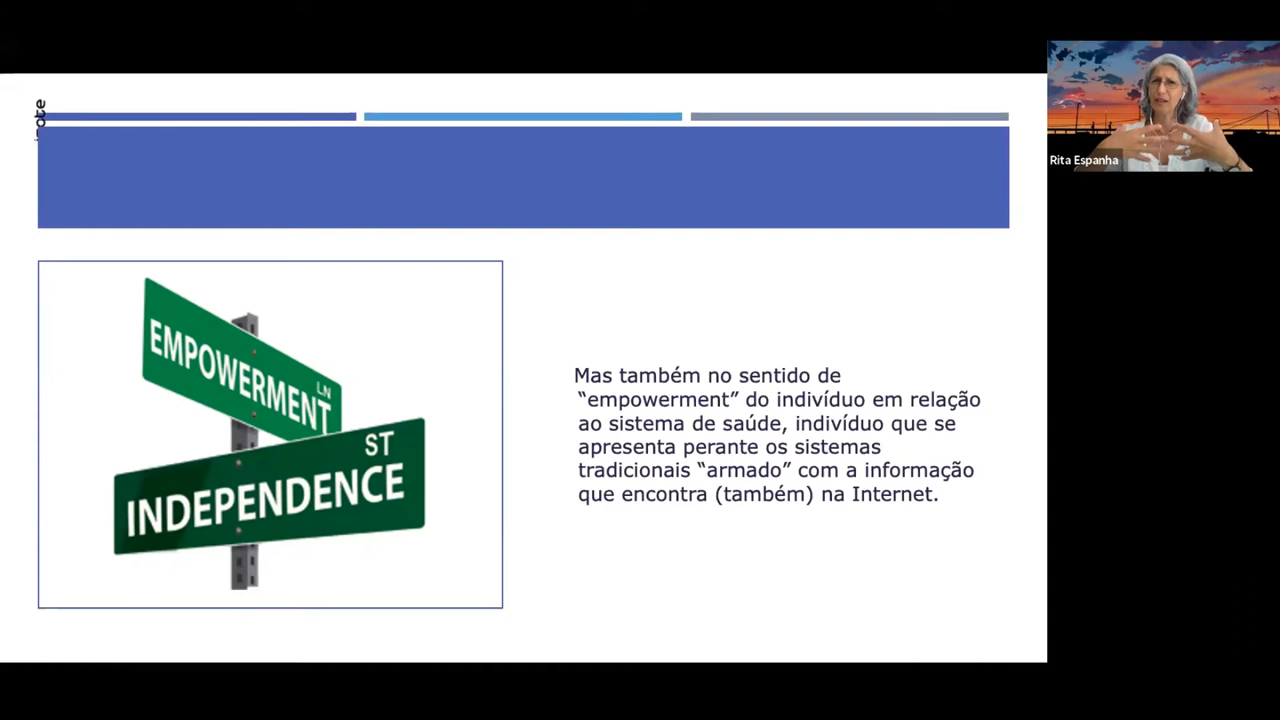 EMPOWERMENT LN
INDEPENDENCE ST
Mas também no sentido de
“empowerment” do indivíduo em relação
ao sistema de saúde, indivíduo que se
apresenta perante os sistemas
tradicionais “armado” com a informação
que encontra (também) na Internet.
Rita Espanha